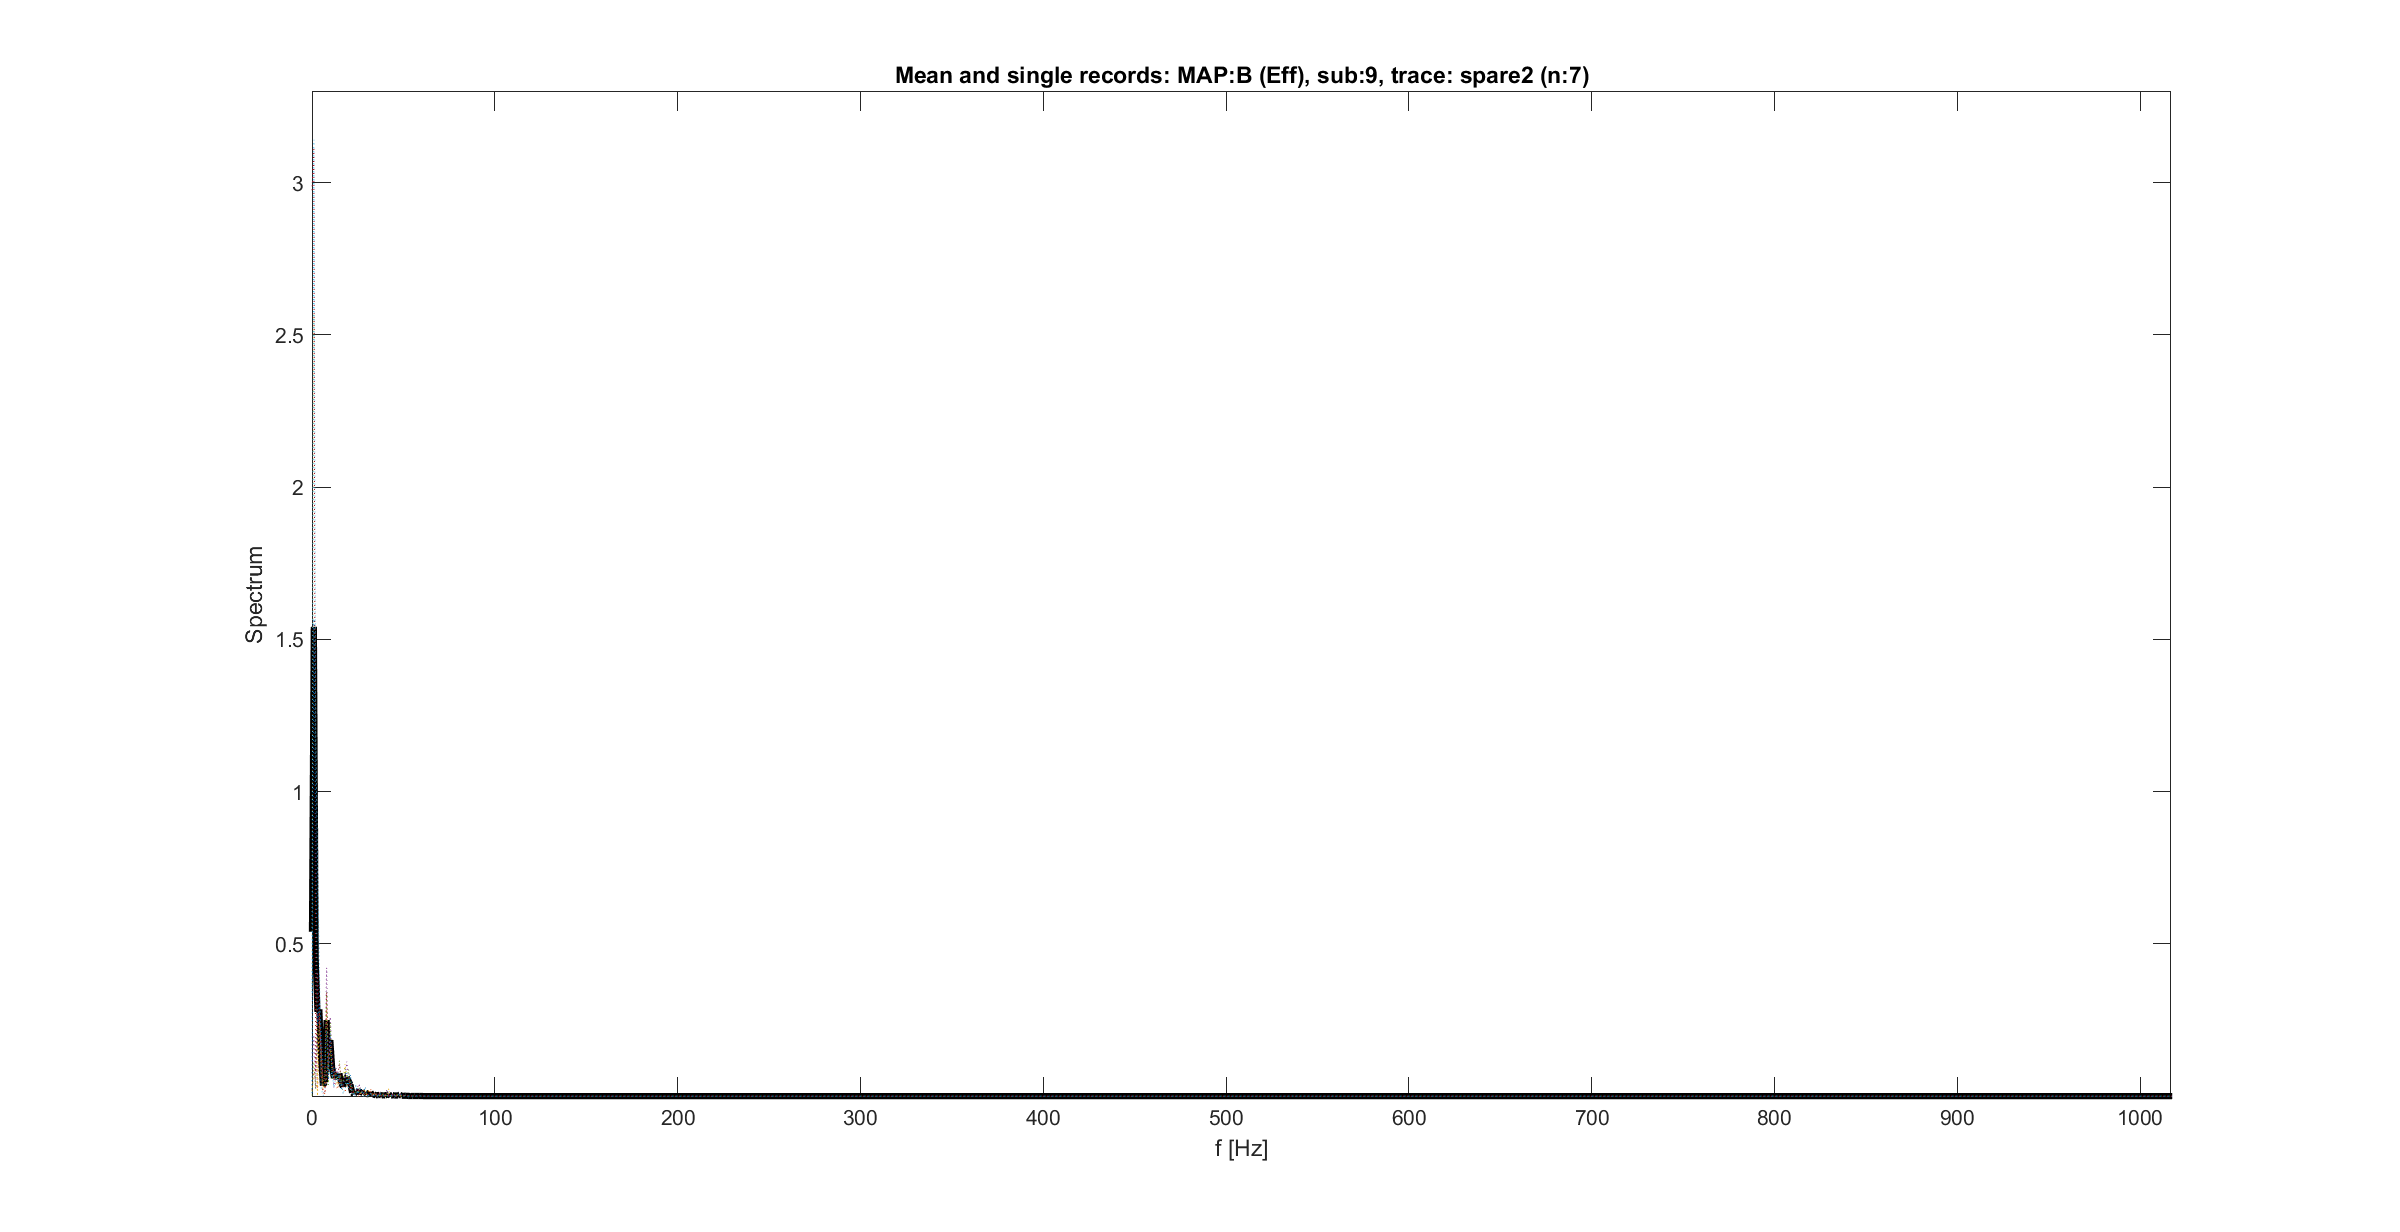 Mean and single records: MAP:B (Eff), sub:9, trace: spare2 (n:7)
3
2.5
2
1.5
1
0.5
Spectrum
0 100 200 300 400 500 600 700 800 900 1000
f [Hz]